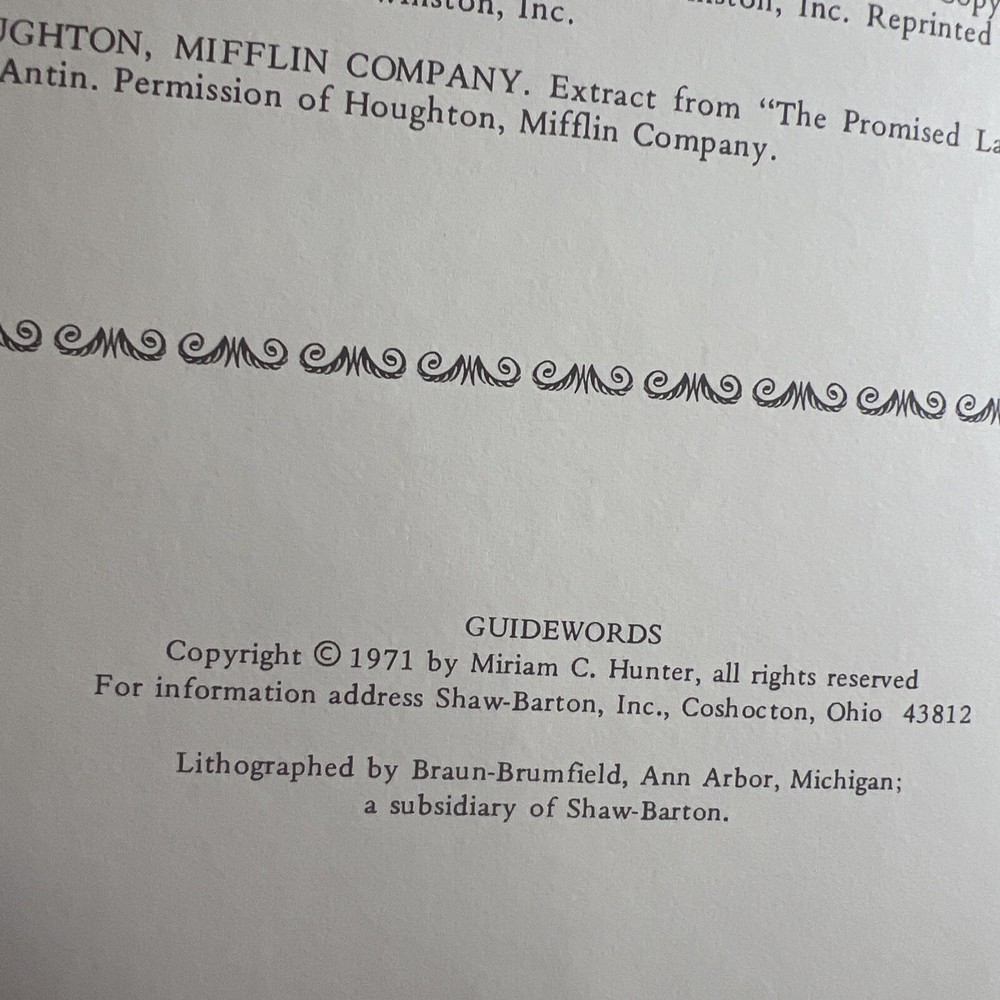 Inc. Inc. Reprinted
MIFFLIN COMPANY. Extract from “The Promised
Antin. Permission of Houghton, Mifflin Company.
GUIDEWORDS
Copyright © 1971 by Miriam C. Hunter, all rights reserved
For information address Shaw-Barton, Inc., Coshocton, Ohio 43812
Lithographed by Braun-Brumfield, Ann Arbor, Michigan;
a subsidiary of Shaw-Barton.